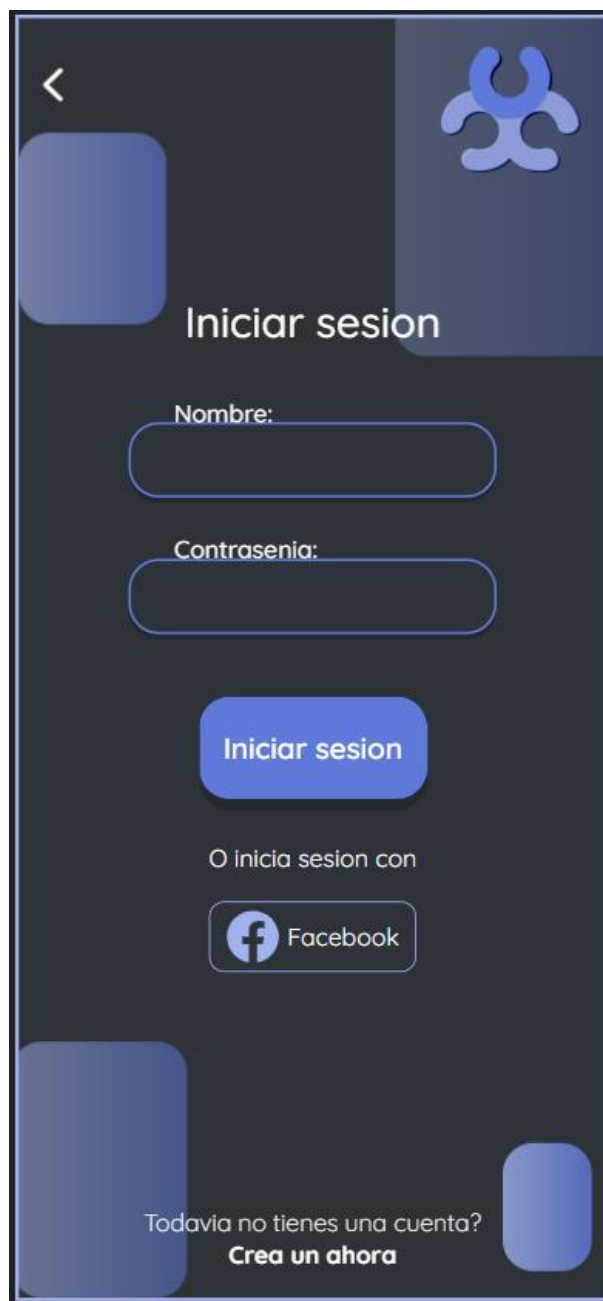 Iniciar sesion
Nombre:
Contrasenia:
Iniciar sesion
O inicia sesion con
Facebook
Todavia no tienes una cuenta?
Crea un ahora